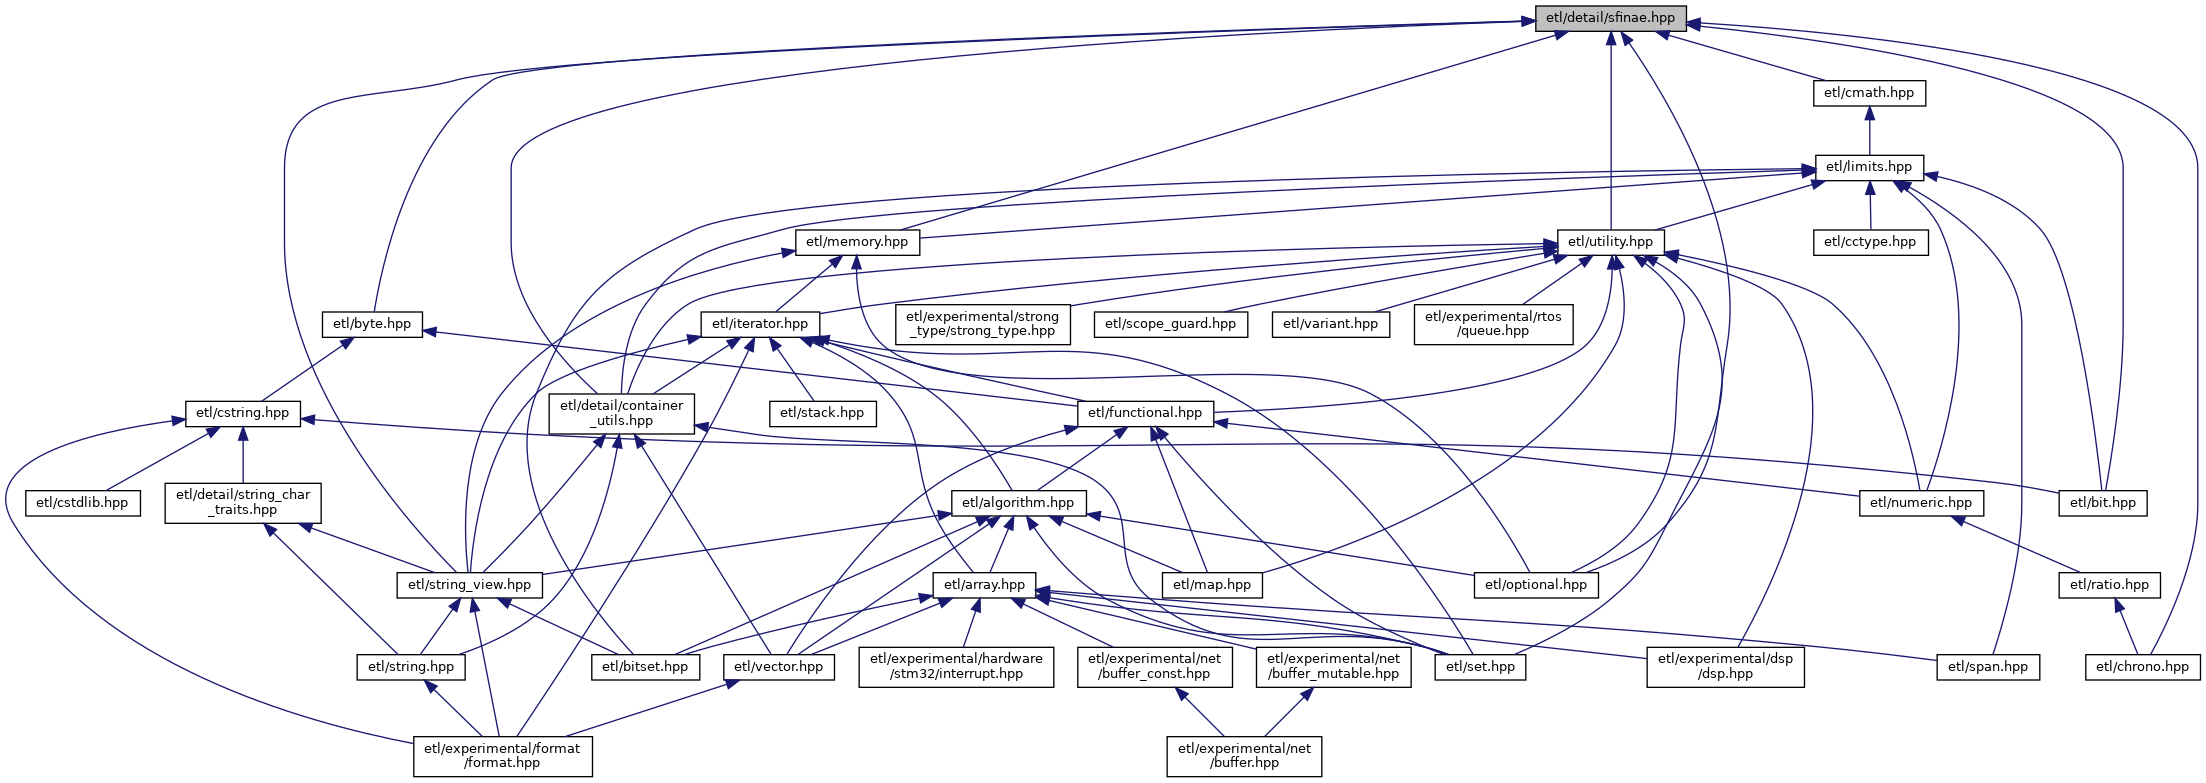 etl/detail/sfinae.hpp
etl/cmath.hpp
etl/limits.hpp
etl/memory.hpp
etl/utility.hpp
etl/cctype.hpp
etl/byte.hpp
etl/iterator.hpp
etl/experimental/strong
_type/strong_type.hpp
etl/scope_guard.hpp
etl/variant.hpp
etl/experimental/rtos
/queue.hpp
etl/cstring.hpp
etl/detail/container
_utils.hpp
etl/stack.hpp
etl/functional.hpp
etl/cstdlib.hpp
etl/detail/string_char
_traits.hpp
etl/algorithm.hpp
etl/numeric.hpp
etl/bit.hpp
etl/string_view.hpp
etl/array.hpp
etl/map.hpp
etl/optional.hpp
etl/ratio.hpp
etl/string.hpp
etl/bitset.hpp
etl/vector.hpp
etl/experimental/hardware
/stm32/interrupt.hpp
etl/experimental/net
/buffer_const.hpp
etl/experimental/net
/buffer_mutable.hpp
etl/set.hpp
etl/experimental/dsp
/dsp.hpp
etl/span.hpp
etl/chrono.hpp
etl/experimental/format
/format.hpp
etl/experimental/net
/buffer.hpp